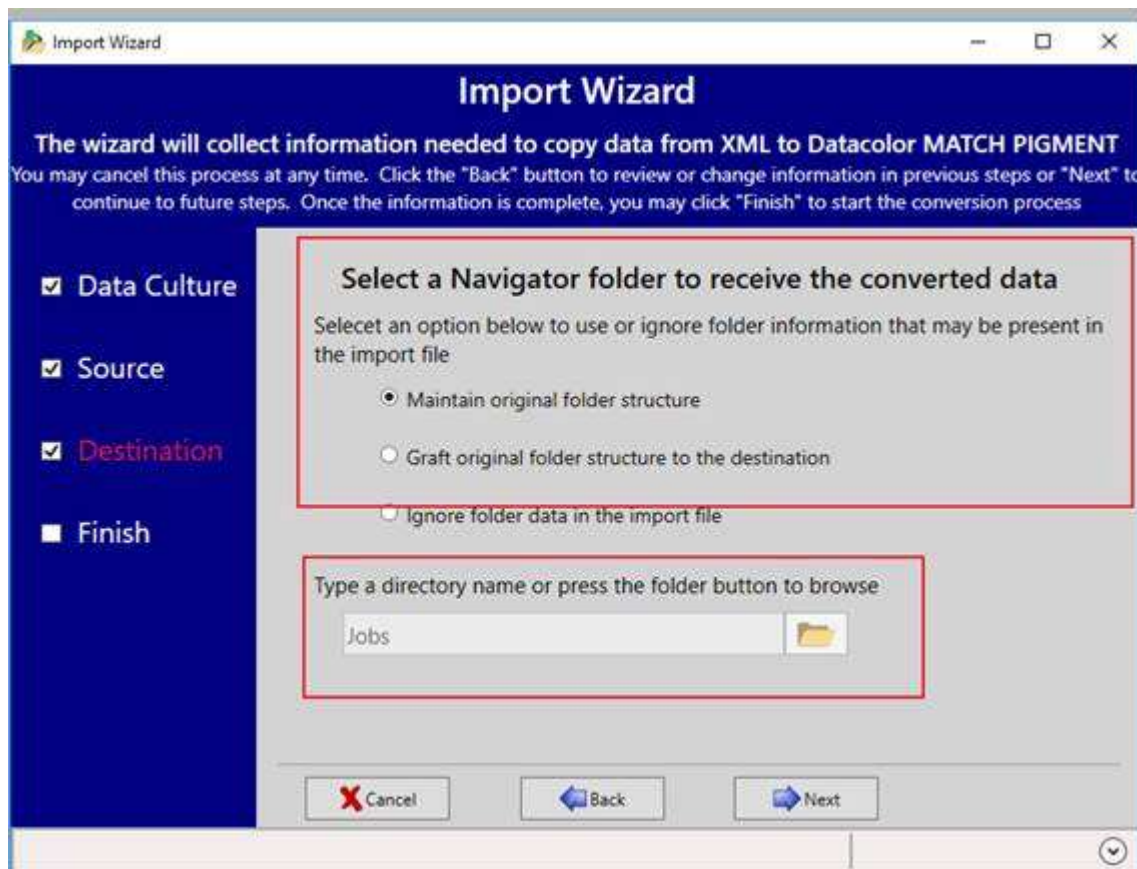 Import Wizard
Import Wizard
The wizard will collect information needed to copy data from XML to Datacolor MATCH PIGMENT
You may cancel this process at any time. Click the "Back" button to review or change information in previous steps or "Next" to
continue to future steps. Once the information is complete, you may click "Finish" to start the conversion process
Data Culture
Source
Destination
Finish
Select a Navigator folder to receive the converted data
Selecet an option below to use or ignore folder information that may be present in
the import file
Maintain original folder structure
Graft original folder structure to the destination
Ignore folder data in the import file
Type a directory name or press the folder button to browse
Jobs
Cancel
Back
Next